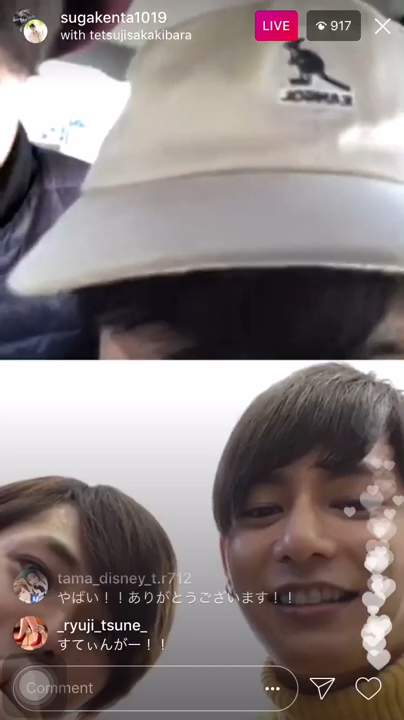 sugakenta1019
with tetsujisakakibara
LIVE
917
KANGOL
tama_disney_t.r712
やばい！！ありがとうございます！！
_ryuji_tsune_
すてぃんがー！！
Comment